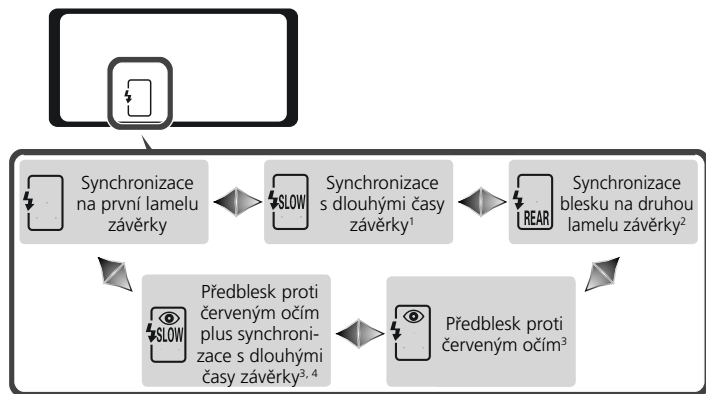 Synchronizace
na první lamelu
závěrky
SLOW
Synchronizace
s dlouhými časy
závěrky¹
REAR
Synchronizace
blesku na druhou
lamelu závěrky²
SLOW
Předblesk proti
červeným očím
plus synchroni-
zace s dlouhými
časy závěrky³, ⁴
Předblesk proti
červeným očím³